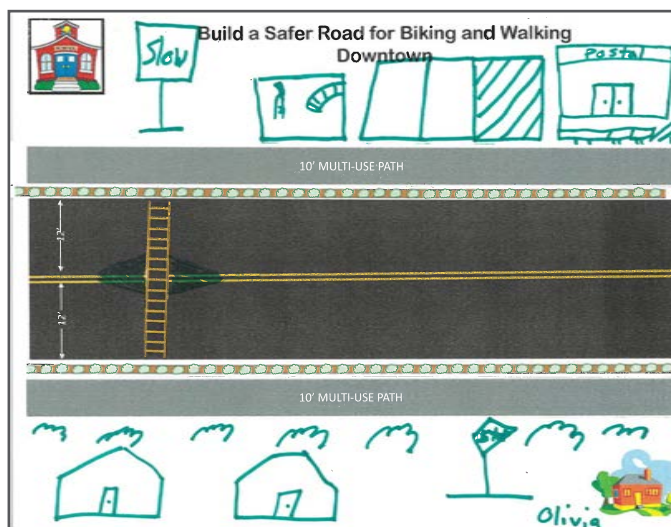 Build a Safer Road for Biking and Walking
Downtown
Slow
Postal
10' MULTI-USE PATH
12'
12'
10' MULTI-USE PATH
Olivia